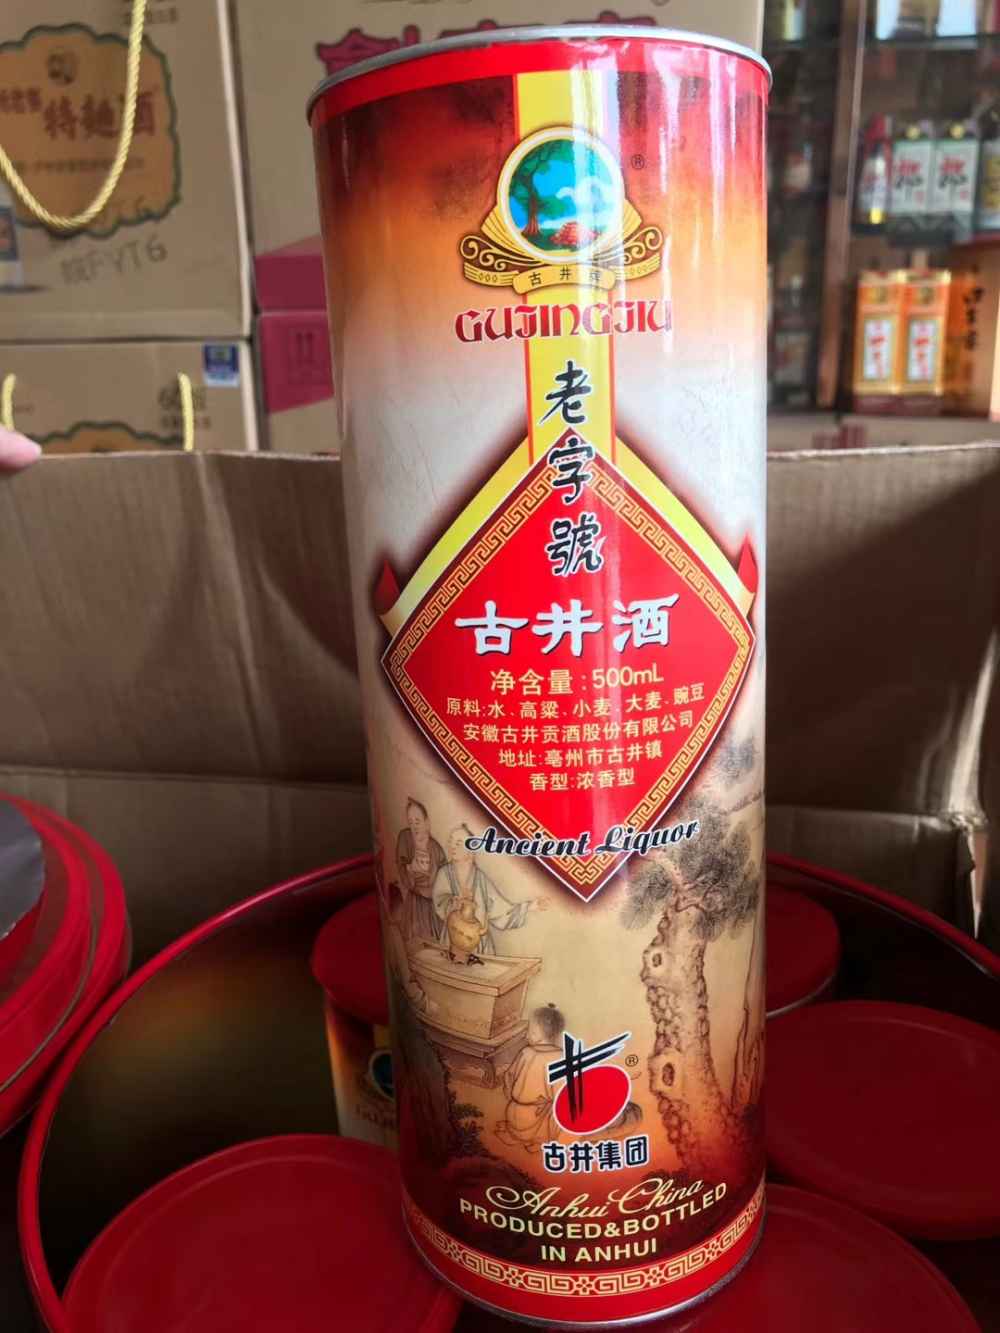 特麯酒
古井牌
®
GUJINGJIU
老字號
古井酒
净含量:500mL
原料:水、高粱、小麦、大麦、豌豆
安徽古井贡酒股份有限公司
地址:亳州市古井镇
香型:浓香型
Ancient Liquor
®
古井集团
Anhui China
PRODUCED&BOTTLED
IN ANHUI